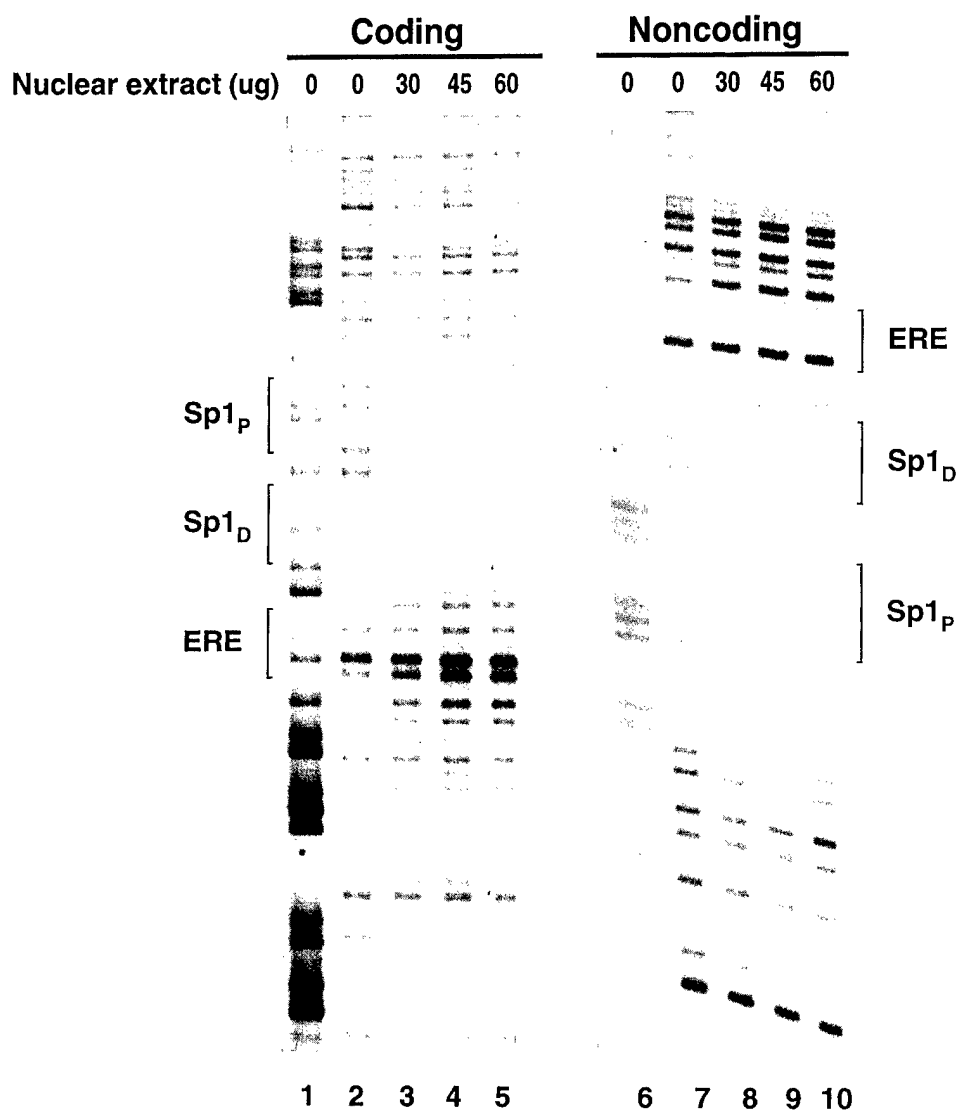 Coding Noncoding
Nuclear extract (ug) 0 0 30 45 60 0 0 30 45 60
ERE
Sp1P
Sp1D
Sp1D
Sp1P
ERE
1 2 3 4 5 6 7 8 9 10